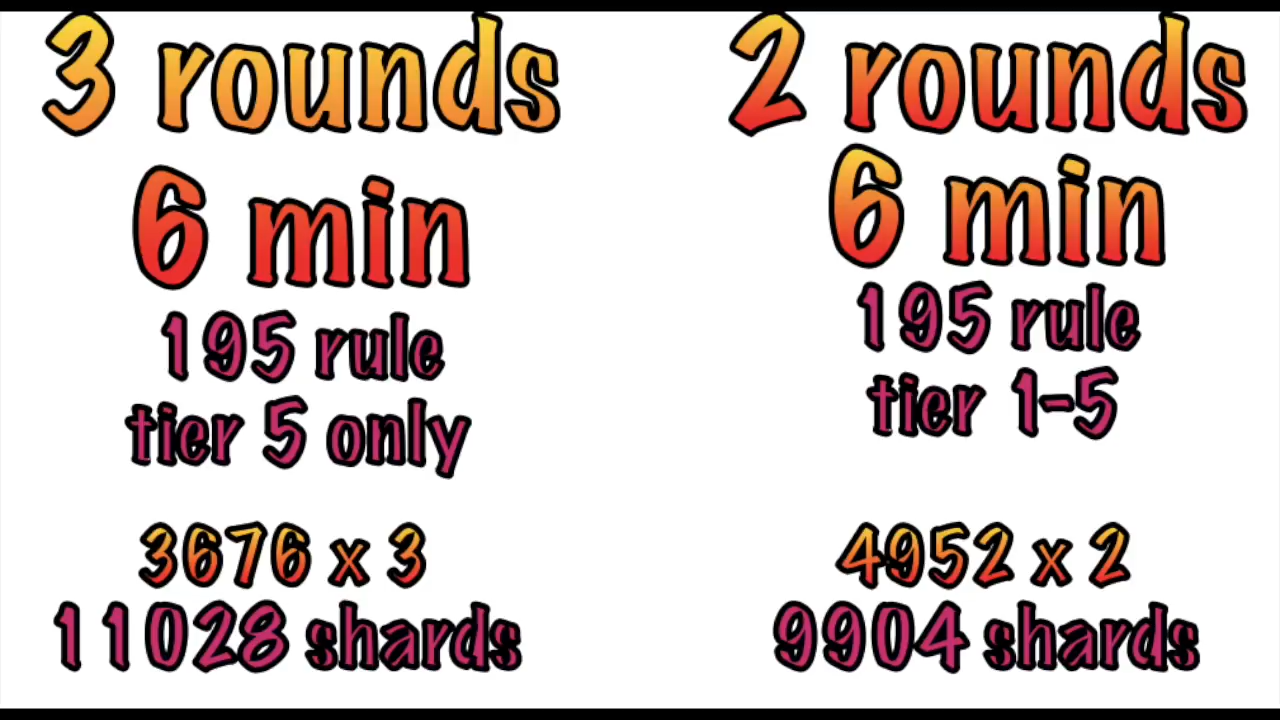 3 rounds
6 min
195 rule
tier 5 only
3676 x 3
11028 shards
2 rounds
6 min
195 rule
tier 1-5
4952 x 2
9904 shards